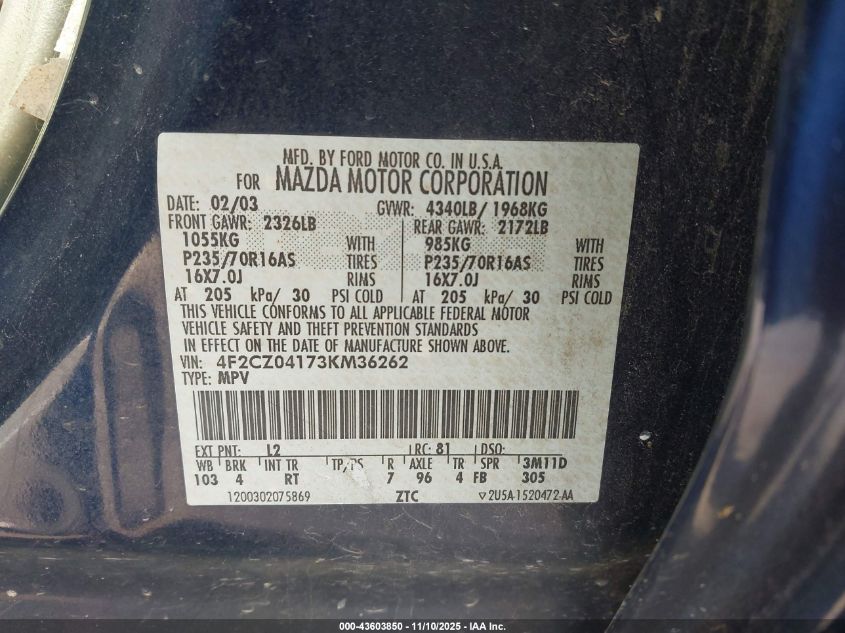 MFD. BY FORD MOTOR CO. IN U.S.A.
FOR MAZDA MOTOR CORPORATION
DATE: 02/03 GVWR: 4340LB/ 1968KG
FRONT GAWR: 2326LB REAR GAWR: 2172LB
1055KG WITH 985KG WITH
P235/70R16AS TIRES P235/70R16AS TIRES
16X7.0J RIMS 16X7.0J RIMS
AT 205 kPa/ 30 PSI COLD AT 205 kPa/ 30 PSI COLD
THIS VEHICLE CONFORMS TO ALL APPLICABLE FEDERAL MOTOR
VEHICLE SAFETY AND THEFT PREVENTION STANDARDS
IN EFFECT ON THE DATE OF MANUFACTURE SHOWN ABOVE.
VIN: 4F2CZ04173KM36262
TYPE: MPV
EXT PNT: L2 RC: 81 DSO:
WB BRK INT TR TP/PS R AXLE TR SPR 3M11D
103 4 RT 7 96 4 FB 305
1200302075869 ZTC 2U5A-1520472-AA
000-43603850 - 11/10/2025 - IAA Inc.